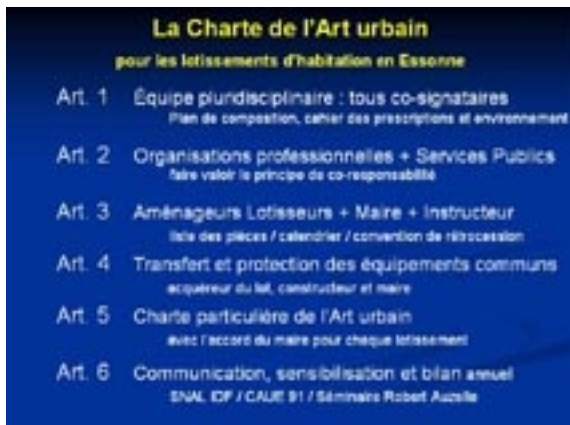 La Charte de l'Art urbain
pour les lotissements d'habitation en Essonne
Art. 1 Équipe pluridisciplinaire : tous co-signataires
Plan de composition, cahier des prescriptions et environnement
Art. 2 Organisations professionnelles + Services Publics
faire valoir le principe de co-responsabilité
Art. 3 Aménageurs Lotisseurs + Maire + Instructeur
liste des pièces / calendrier / convention de rétrocession
Art. 4 Transfert et protection des équipements communs
acquéreur du lot, constructeur et maire
Art. 5 Charte particulière de l'Art urbain
avec l'accord du maire pour chaque lotissement
Art. 6 Communication, sensibilisation et bilan annuel
SNAL IDF / CAUE 91 / Séminaire Robert Auzelle